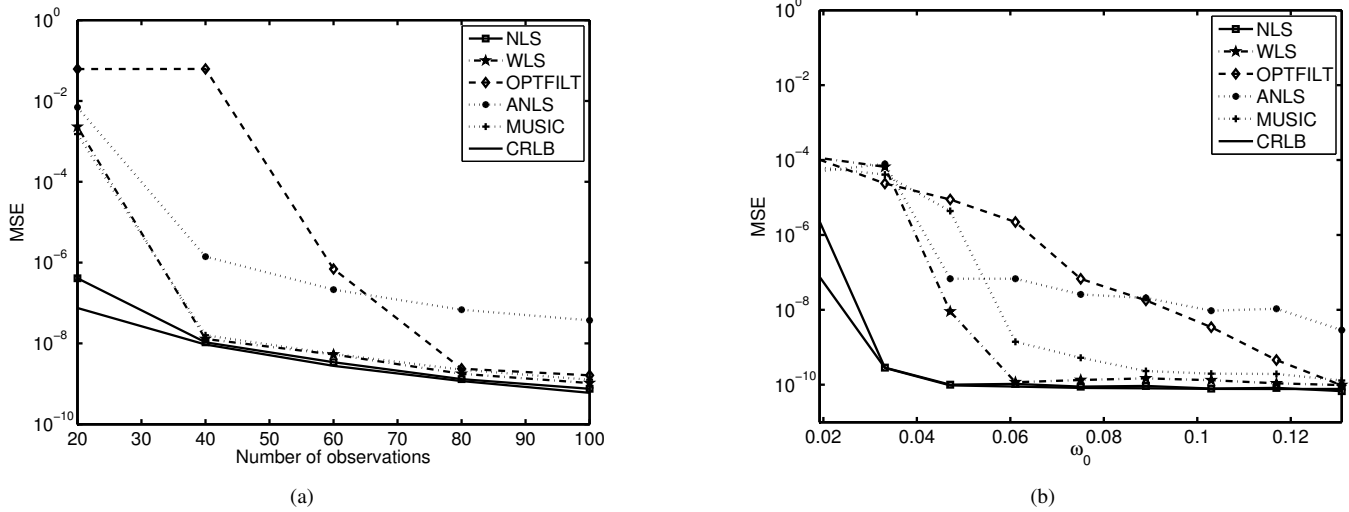 10^0
10^-2
10^-4
10^-6
10^-8
10^-10
MSE
20
30
40
50
60
70
80
90
100
Number of observations
NLS
WLS
OPTFILT
ANLS
MUSIC
CRLB
(a)
10^0
10^-2
10^-4
10^-6
10^-8
10^-10
MSE
0.02
0.04
0.06
0.08
0.1
0.12
ω_0
NLS
WLS
OPTFILT
ANLS
MUSIC
CRLB
(b)